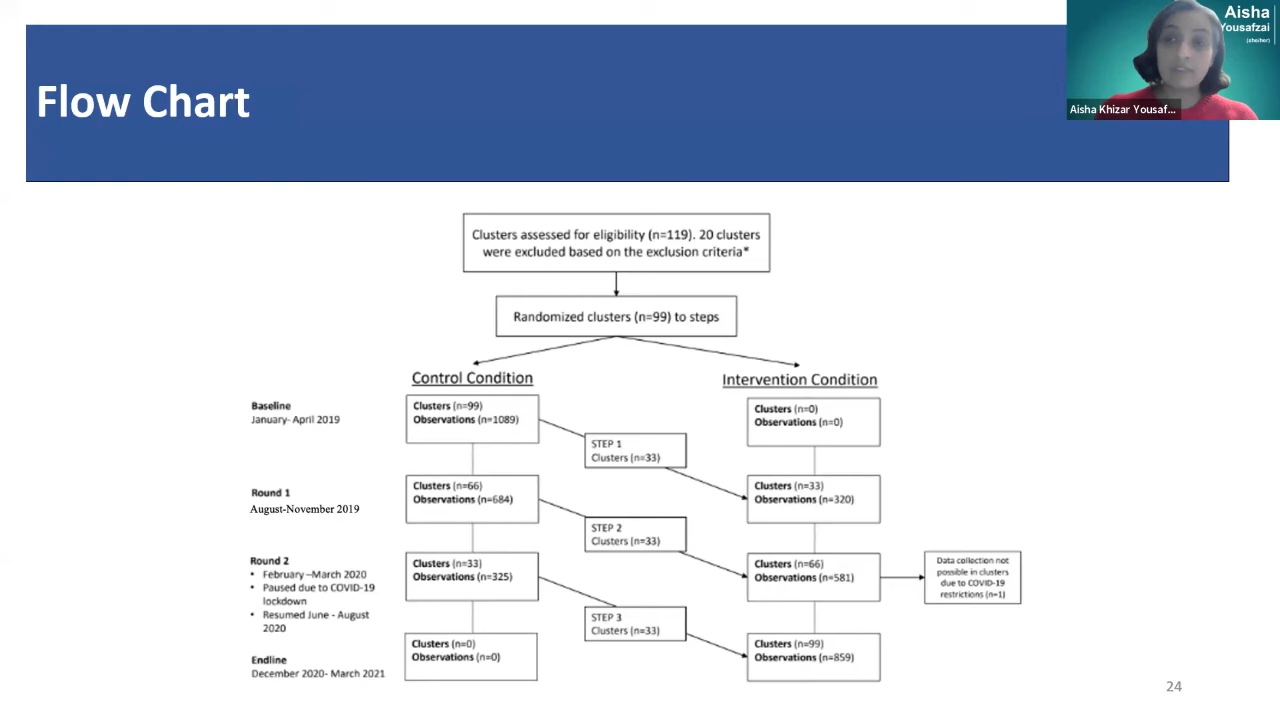 Flow Chart
Aisha
Yousafzai
(she/her)
Aisha Khizar Yousaf...
Clusters assessed for eligibility (n=119). 20 clusters
were excluded based on the exclusion criteria*
Randomized clusters (n=99) to steps
Control Condition
Intervention Condition
Baseline
January- April 2019
Clusters (n=99)
Observations (n=1089)
Clusters (n=0)
Observations (n=0)
STEP 1
Clusters (n=33)
Round 1
August-November 2019
Clusters (n=66)
Observations (n=684)
Clusters (n=33)
Observations (n=320)
STEP 2
Clusters (n=33)
Round 2
• February –March 2020
• Paused due to COVID-19
lockdown
• Resumed June - August
2020
Clusters (n=33)
Observations (n=325)
Clusters (n=66)
Observations (n=581)
Data collection not
possible in clusters
due to COVID-19
restrictions (n=1)
STEP 3
Clusters (n=33)
Endline
December 2020- March 2021
Clusters (n=0)
Observations (n=0)
Clusters (n=99)
Observations (n=859)
24